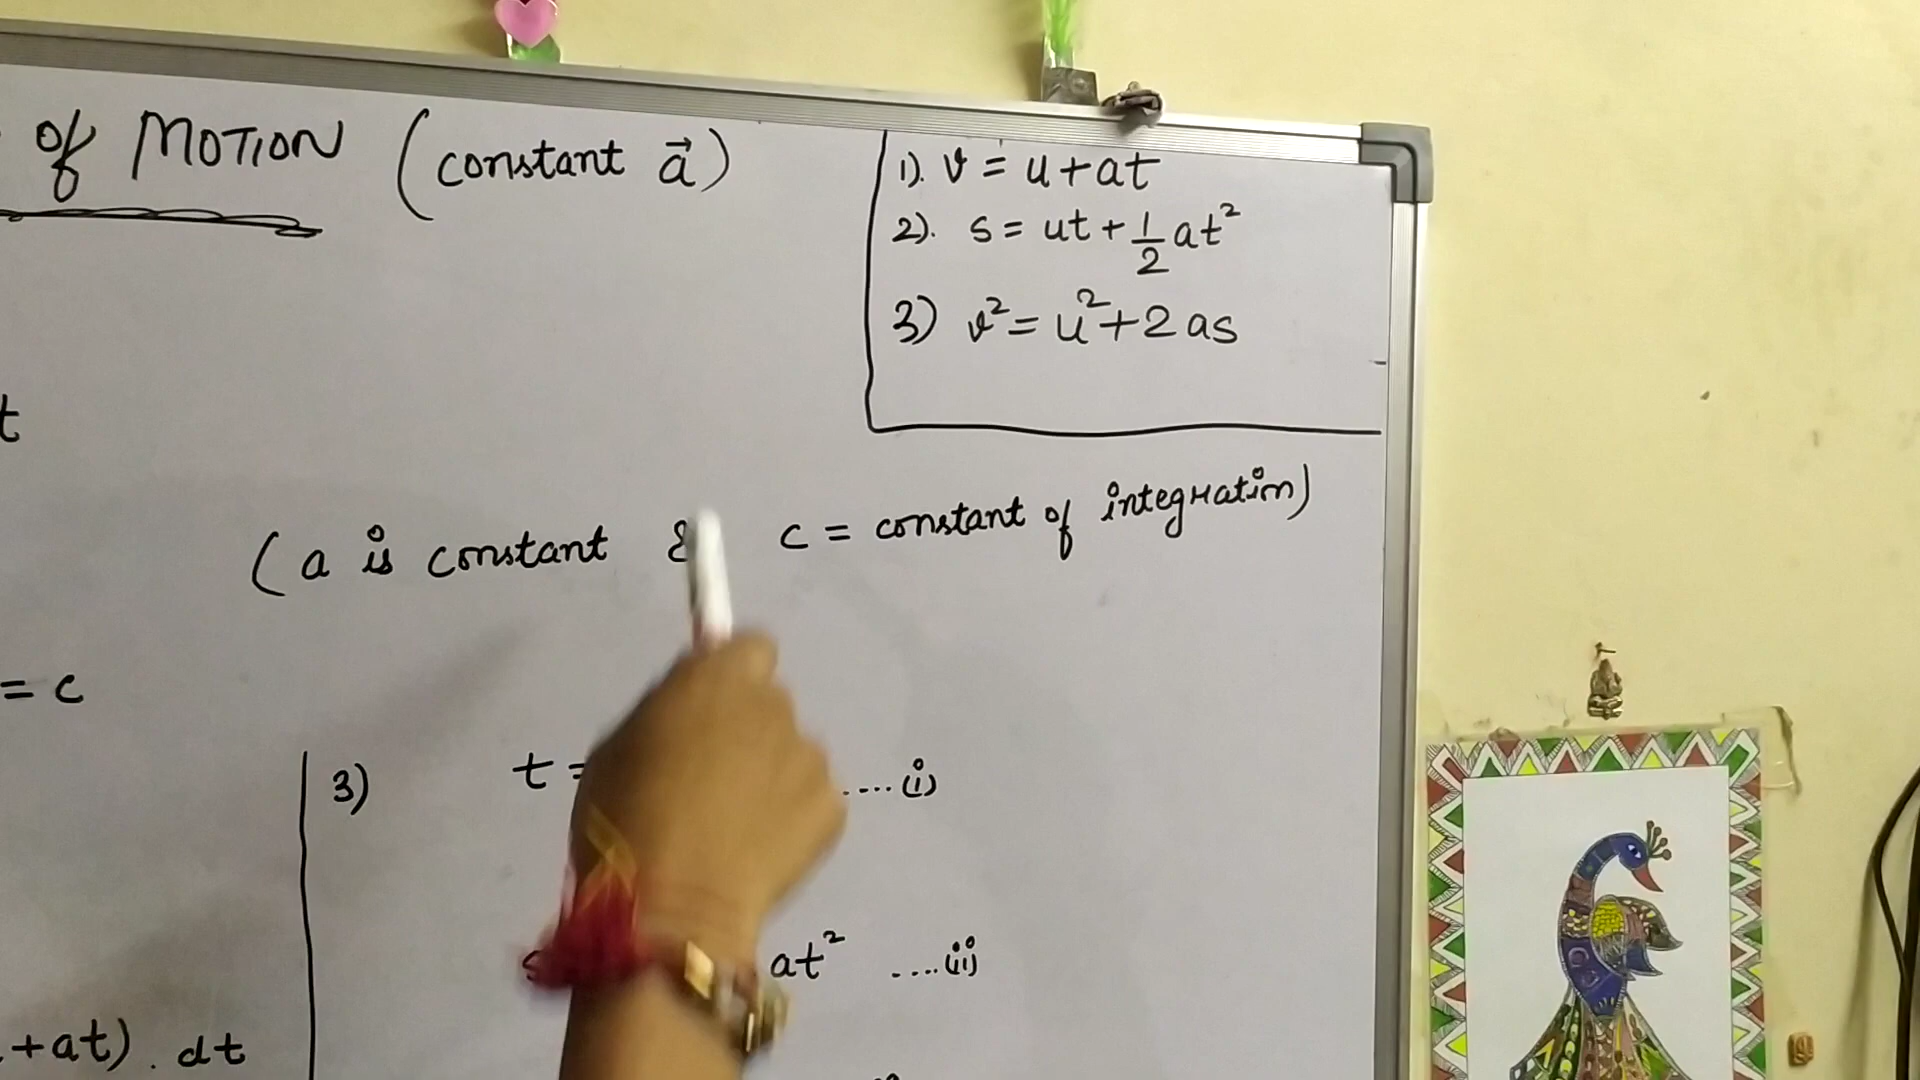 of MOTION (constant a⃗)
1). v = u + at
2). s = ut + 1/2 at²
3) v² = u² + 2as
t
(a is constant & c = constant of integration)
= c
3) t = ....(i)
s at² ....(ii)
+at). dt